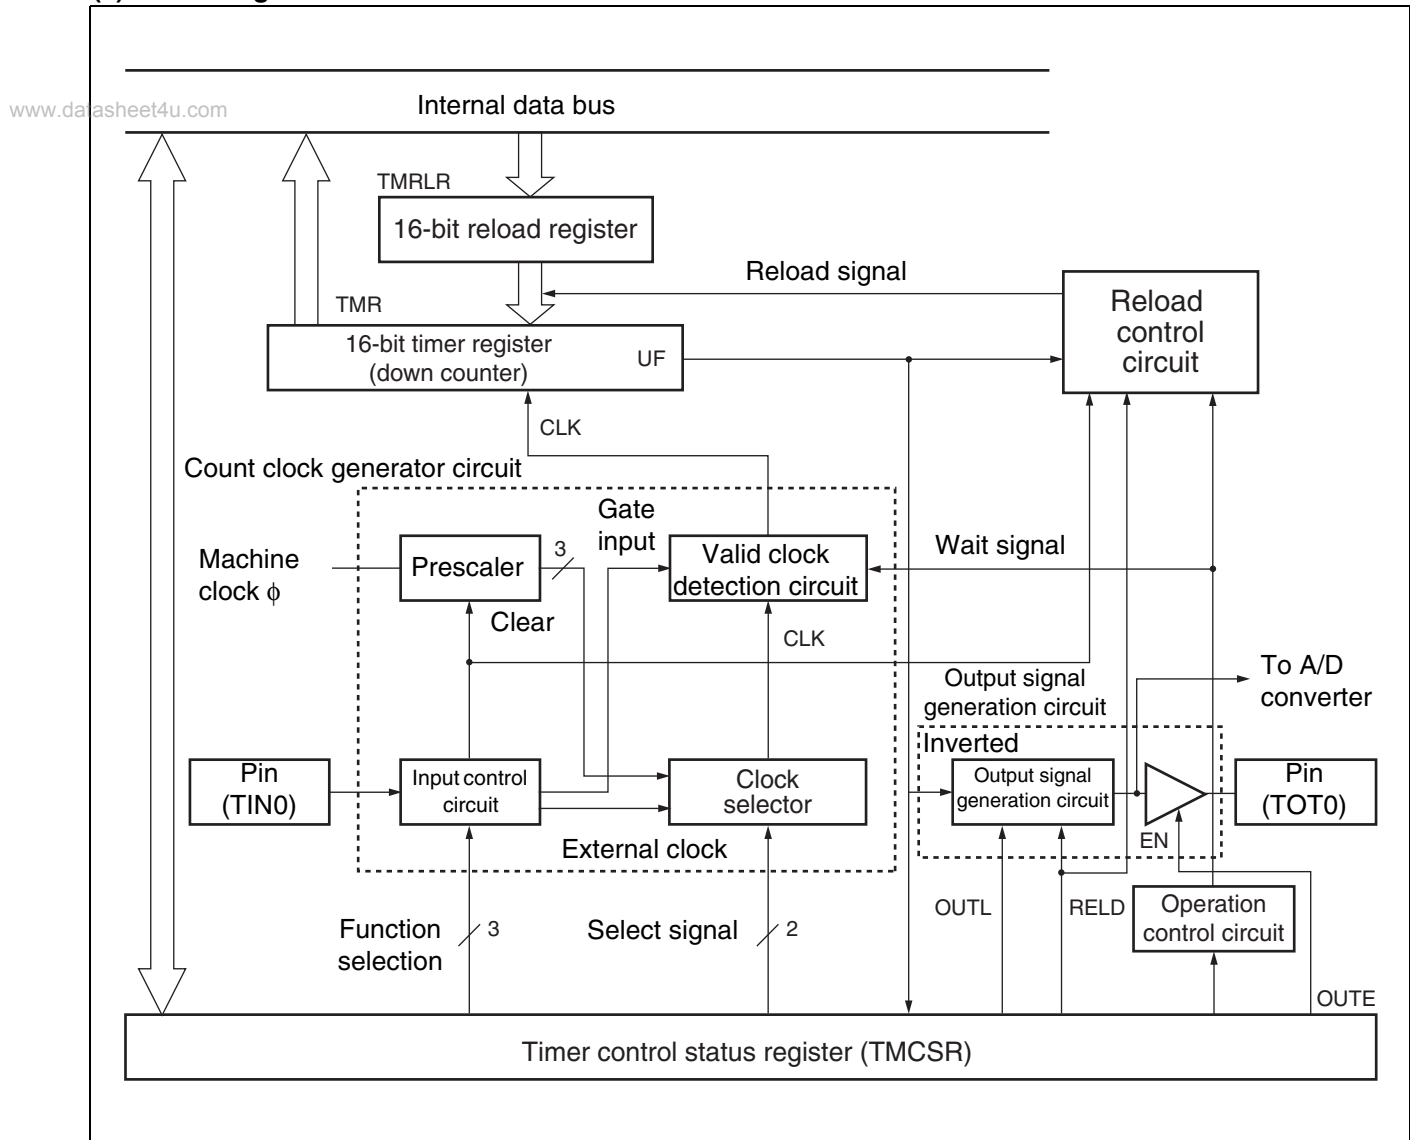 Internal data bus
www.datasheet4u.com
TMRLR
16-bit reload register
Reload signal
TMR
16-bit timer register
(down counter)
UF
Reload
control
circuit
CLK
Count clock generator circuit
Gate
input
Machine
clock ϕ
Prescaler
3
Valid clock
detection circuit
Wait signal
Clear
CLK
To A/D
converter
Output signal
generation circuit
Inverted
Pin
(TIN0)
Input control
circuit
Clock
selector
Output signal
generation circuit
Pin
(TOT0)
EN
External clock
Function
selection
3
Select signal
2
OUTL
RELD
Operation
control circuit
OUTE
Timer control status register (TMCSR)